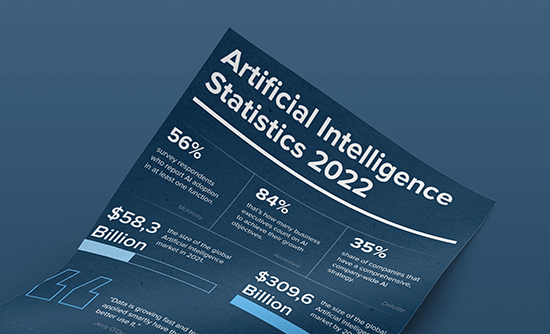 Artificial Intelligence
Statistics 2022
56%
survey respondents
who report AI adoption
in at least one function.
McKinsey
84%
that's how many business
executives count on AI
to achieve their growth
objectives.
Accenture
35%
share of companies that
have a comprehensive,
company-wide AI
strategy.
Deloitte
$58,3
Billion
the size of the global
Artificial Intelligence
market in 2021.
$309,6
Billion
the size of the global
Artificial Intelligence
market by 20
"Data is growing fast and
applied smartly have the
better use it."